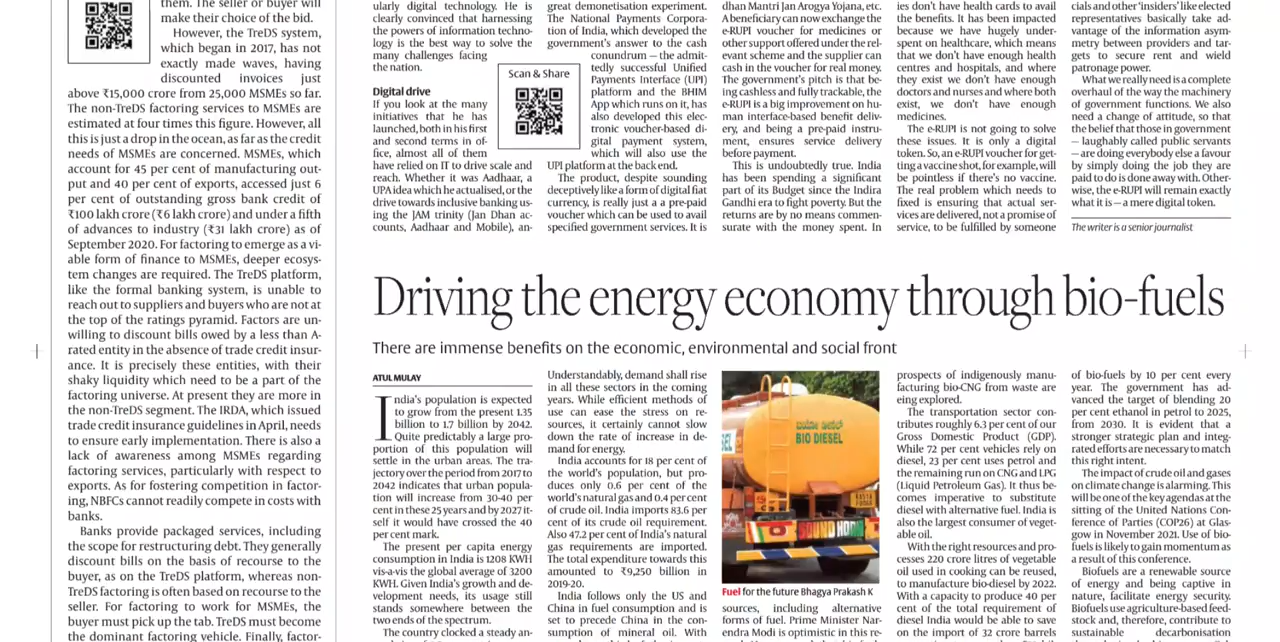 them. The seller or buyer will
make their choice of the bid.
However, the TreDS system,
which began in 2017, has not
exactly made waves, having
discounted invoices just
above ₹15,000 crore from 25,000 MSMEs so far.
The non-TreDS factoring services to MSMEs are
estimated at four times this figure. However, all
this is just a drop in the ocean, as far as the credit
needs of MSMEs are concerned. MSMEs, which
account for 45 per cent of manufacturing out-
put and 40 per cent of exports, accessed just 6
per cent of outstanding gross bank credit of
₹100 lakh crore (₹6 lakh crore) and under a fifth
of advances to industry (₹31 lakh crore) as of
September 2020. For factoring to emerge as a vi-
able form of finance to MSMEs, deeper ecosys-
tem changes are required. The TreDS platform,
like the formal banking system, is unable to
reach out to suppliers and buyers who are not at
the top of the ratings pyramid. Factors are un-
willing to discount bills owed by a less than A-
rated entity in the absence of trade credit insur-
ance. It is precisely these entities, with their
shaky liquidity which need to be a part of the
factoring universe. At present they are more in
the non-TreDS segment. The IRDA, which issued
trade credit insurance guidelines in April, needs
to ensure early implementation. There is also a
lack of awareness among MSMEs regarding
factoring services, particularly with respect to
exports. As for fostering competition in factor-
ing, NBFCs cannot readily compete in costs with
banks.
Banks provide packaged services, including
the scope for restructuring debt. They generally
discount bills on the basis of recourse to the
buyer, as on the TreDS platform, whereas non-
TreDS factoring is often based on recourse to the
seller. For factoring to work for MSMEs, the
buyer must pick up the tab. TreDS must become
the dominant factoring vehicle. Finally, factor-
ularly digital technology. He is
clearly convinced that harnessing
the powers of information techno-
logy is the best way to solve the
many challenges facing
the nation.
Digital drive
If you look at the many
initiatives that he has
launched, both in his first
and second terms in of-
fice, almost all of them
have relied on IT to drive scale and
reach. Whether it was Aadhaar, a
UPA idea which he actualised, or the
drive towards inclusive banking us-
ing the JAM trinity (Jan Dhan ac-
counts, Aadhaar and Mobile), an-
Scan & Share
great demonetisation experiment.
The National Payments Corpora-
tion of India, which developed the
government's answer to the cash
conundrum — the admit-
tedly successful Unified
Payments Interface (UPI)
platform and the BHIM
App which runs on it, has
also developed this elec-
tronic voucher-based di-
gital payment system,
which will also use the
UPI platform at the back end.
The product, despite sounding
deceptively like a form of digital fiat
currency, is really just a a pre-paid
voucher which can be used to avail
specified government services. It is
dhan Mantri Jan Arogya Yojana, etc.
A beneficiary can now exchange the
e-RUPI voucher for medicines or
other support offered under the rel-
evant scheme and the supplier can
cash in the voucher for real money.
The government's pitch is that be-
ing cashless and fully trackable, the
e-RUPI is a big improvement on hu-
man interface-based benefit deliv-
ery, and being a pre-paid instru-
ment, ensures service delivery
before payment.
This is undoubtedly true. India
has been spending a significant
part of its Budget since the Indira
Gandhi era to fight poverty. But the
returns are by no means commen-
surate with the money spent. In
ies don't have health cards to avail
the benefits. It has been impacted
because we have hugely under-
spent on healthcare, which means
that we don't have enough health
centres and hospitals, and where
they exist we don't have enough
doctors and nurses and where both
exist, we don't have enough
medicines.
The e-RUPI is not going to solve
these issues. It is only a digital
token. So, an e-RUPI voucher for get-
ting a vaccine shot, for example, will
be pointless if there's no vaccine.
The real problem which needs to
fixed is ensuring that actual ser-
vices are delivered, not a promise of
service, to be fulfilled by someone
cials and other 'insiders' like elected
representatives basically take ad-
vantage of the information asym-
metry between providers and tar-
gets to secure rent and wield
patronage power.
What we really need is a complete
overhaul of the way the machinery
of government functions. We also
need a change of attitude, so that
the belief that those in government
— laughably called public servants
— are doing everybody else a favour
by simply doing the job they are
paid to do is done away with. Other-
wise, the e-RUPI will remain exactly
what it is — a mere digital token.
The writer is a senior journalist
Driving the energy economy through bio-fuels
There are immense benefits on the economic, environmental and social front
ATUL MULAY
India's population is expected
to grow from the present 1.35
billion to 1.7 billion by 2042.
Quite predictably a large pro-
portion of this population will
settle in the urban areas. The tra-
jectory over the period from 2017 to
2042 indicates that urban popula-
tion will increase from 30-40 per
cent in these 25 years and by 2027 it-
self it would have crossed the 40
per cent mark.
The present per capita energy
consumption in India is 1208 KWH
visa-vis the global average of 3200
KWH. Given India's growth and de-
velopment needs, its usage still
stands somewhere between the
two ends of the spectrum.
The country clocked a steady an-
Understandably, demand shall rise
in all these sectors in the coming
years. While efficient methods of
use can ease the stress on re-
sources, it certainly cannot slow
down the rate of increase in de-
mand for energy.
India accounts for 18 per cent of
the world's population, but pro-
duces only 0.6 per cent of the
world's natural gas and 0.4 per cent
of crude oil. India imports 83.6 per
cent of its crude oil requirement.
Also 47.2 per cent of India's natural
gas requirements are imported.
The total expenditure towards this
amounted to ₹9,250 billion in
2019-20.
India follows only the US and
China in fuel consumption and is
set to precede China in the con-
sumption of mineral oil. With
BIO DIESEL
SOUND HORN
Fuel for the future Bhagya Prakash K
sources, including alternative
forms of fuel. Prime Minister Nar-
endra Modi is optimistic in this re-
prospects of indigenously manu-
facturing bio-CNG from waste are
being explored.
The transportation sector con-
tributes roughly 6.3 per cent of our
Gross Domestic Product (GDP).
While 72 per cent vehicles rely on
diesel, 23 per cent uses petrol and
the remaining run on CNG and LPG
(Liquid Petroleum Gas). It thus be-
comes imperative to substitute
diesel with alternative fuel. India is
also the largest consumer of veget-
able oil.
With the right resources and pro-
cesses 220 crore litres of vegetable
oil used in cooking can be reused,
to manufacture bio-diesel by 2022.
With a capacity to produce 40 per
cent of the total requirement of
diesel India would be able to save
on the import of 32 crore barrels
of bio-fuels by 10 per cent every
year. The government has ad-
vanced the target of blending 20
per cent ethanol in petrol to 2025,
from 2030. It is evident that a
stronger strategic plan and integ-
rated efforts are necessary to match
this right intent.
The impact of crude oil and gases
on climate change is alarming. This
will be one of the key agendas at the
sitting of the United Nations Con-
ference of Parties (COP26) at Glas-
gow in November 2021. Use of bio-
fuels is likely to gain momentum as
a result of this conference.
Biofuels are a renewable source
of energy and being captive in
nature, facilitate energy security.
Biofuels use agriculture-based feed-
stock and, therefore, contribute to
sustainable decarbonisation